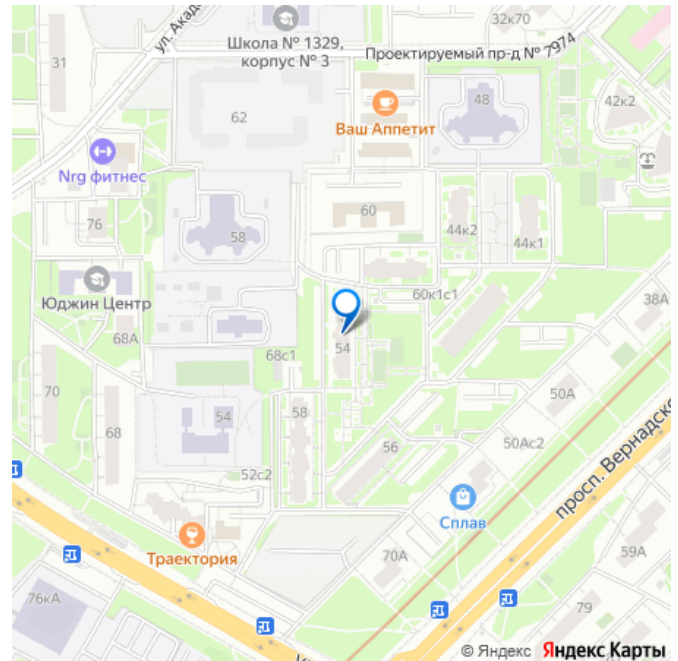 32к70
ул. Акад
Школа № 1329,
корпус № 3
Проектируемый пр-д № 7974
31
62
48
42к2
Ваш Аппетит
Nrg фитнес
76
58
60
44к2
44к1
Юджин Центр
60к1с1
38А
68А
54
68с1
70
68
54
58
50А
56
50Ас2
просп. Вернадско
52с2
Сплав
Траектория
70А
59А
76кА
79
© Яндекс Яндекс Карты